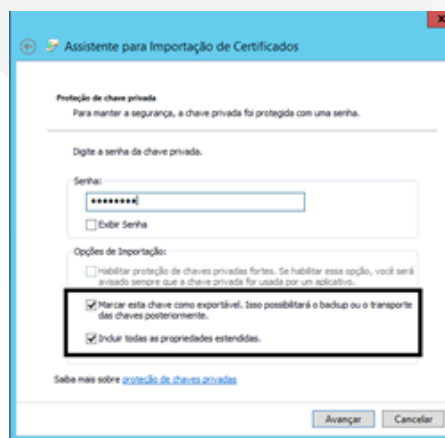 x
Assistente para Importação de Certificados
Proteção de chave privada
Para manter a segurança, a chave privada foi protegida com uma senha.
Digite a senha da chave privada.
Senha:
••••••••
Exibir Senha
Opções de Importação:
Habilitar proteção de chaves privadas fortes. Se habilitar essa opção, você será
avisado sempre que a chave privada for usada por um aplicativo.
Marcar esta chave como exportável. Isso possibilitará o backup ou o transporte
das chaves posteriormente.
Incluir todas as propriedades estendidas.
Saiba mais sobre proteção de chaves privadas
Avançar
Cancelar